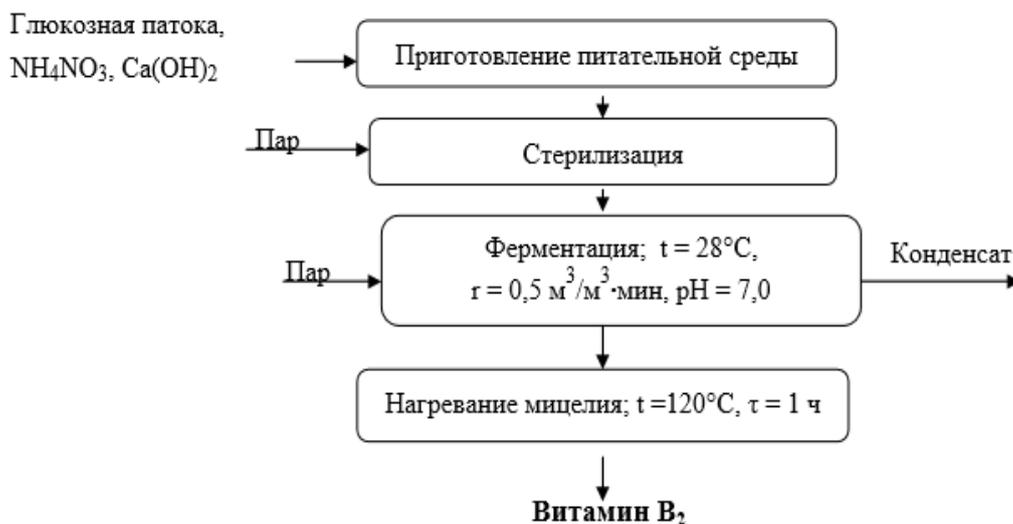 Глюкозная патока,
NH₄NO₃, Ca(OH)₂
Приготовление питательной среды
Пар
Стерилизация
Ферментация; t = 28°C,
r = 0,5 м³/м³·мин, pH = 7,0
Пар
Конденсат
Нагревание мицелия; t =120°C, τ = 1 ч
Витамин B₂